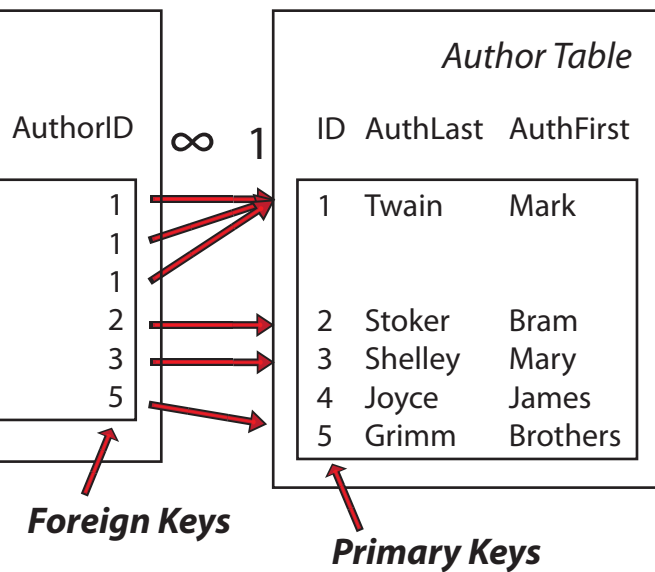 Author Table
AuthorID ∞ 1 ID AuthLast AuthFirst
1 1 Twain Mark
1
1
2 2 Stoker Bram
3 3 Shelley Mary
5 4 Joyce James
5 Grimm Brothers
Foreign Keys
Primary Keys